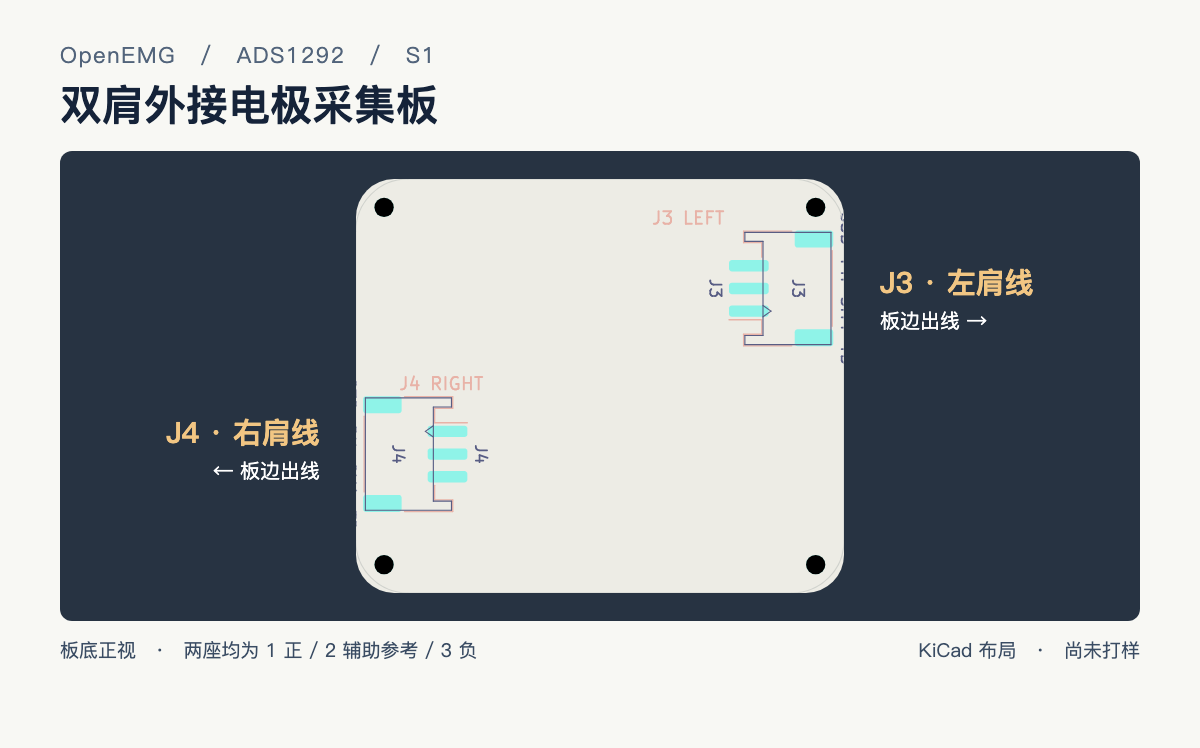 OpenEMG / ADS1292 / S1
双肩外接电极采集板
J3 LEFT
J3
J3
J3 · 左肩线
板边出线 →
J4 RIGHT
J4 · 右肩线
← 板边出线
J4
J4
板底正视 · 两座均为 1 正 / 2 辅助参考 / 3 负
KiCad 布局 · 尚未打样